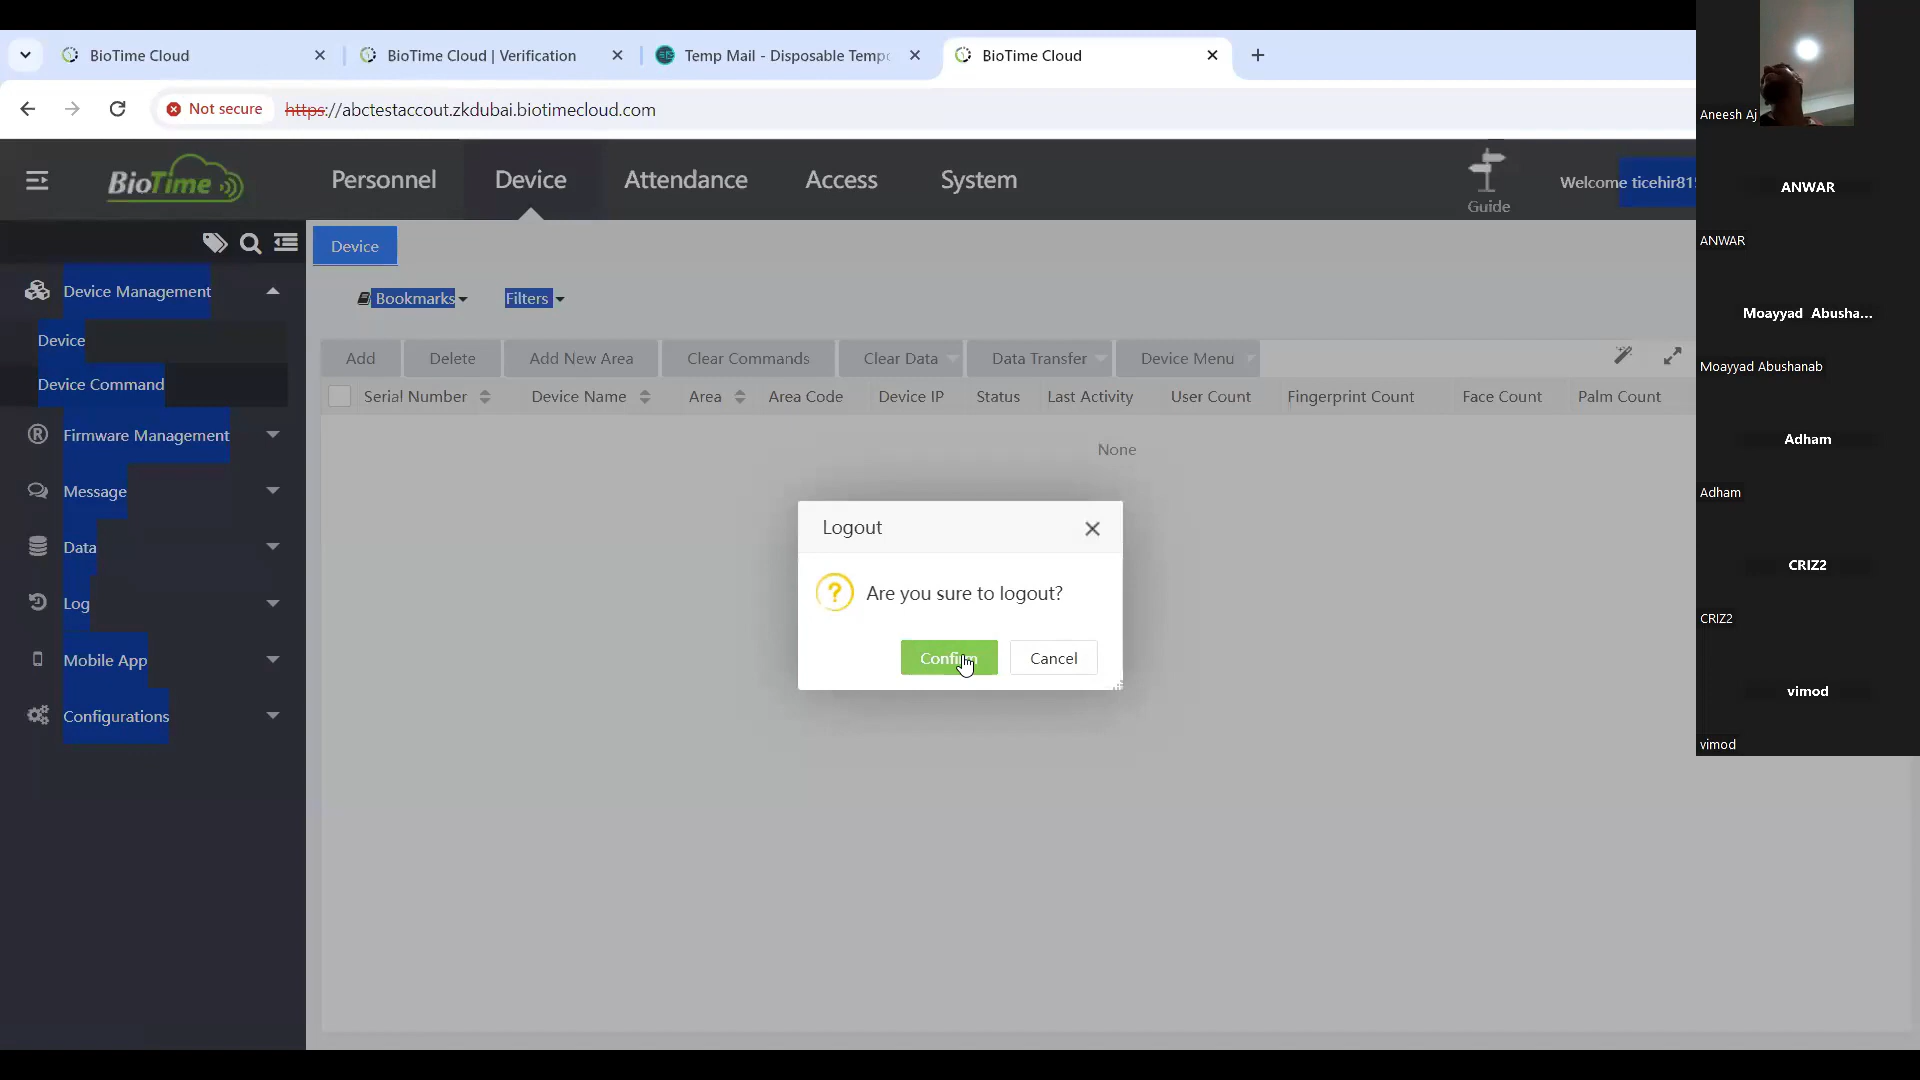 BioTime Cloud
BioTime Cloud | Verification
Temp Mail - Disposable Tempo
BioTime Cloud
Aneesh Aj
Not secure
https://abctestaccout.zkdubai.biotimecloud.com
BioTime
Personnel
Device
Attendance
Access
System
Guide
Welcome ticehir815
ANWAR
ANWAR
Device
Device Management
Bookmarks
Filters
Moayyad Abusha...
Device
Add
Delete
Add New Area
Clear Commands
Clear Data
Data Transfer
Device Menu
Moayyad Abushanab
Device Command
Serial Number
Device Name
Area
Area Code
Device IP
Status
Last Activity
User Count
Fingerprint Count
Face Count
Palm Count
Firmware Management
None
Adham
Message
Adham
Logout
Data
CRIZ2
Are you sure to logout?
Log
CRIZ2
Mobile App
Confirm
Cancel
vimod
Configurations
vimod